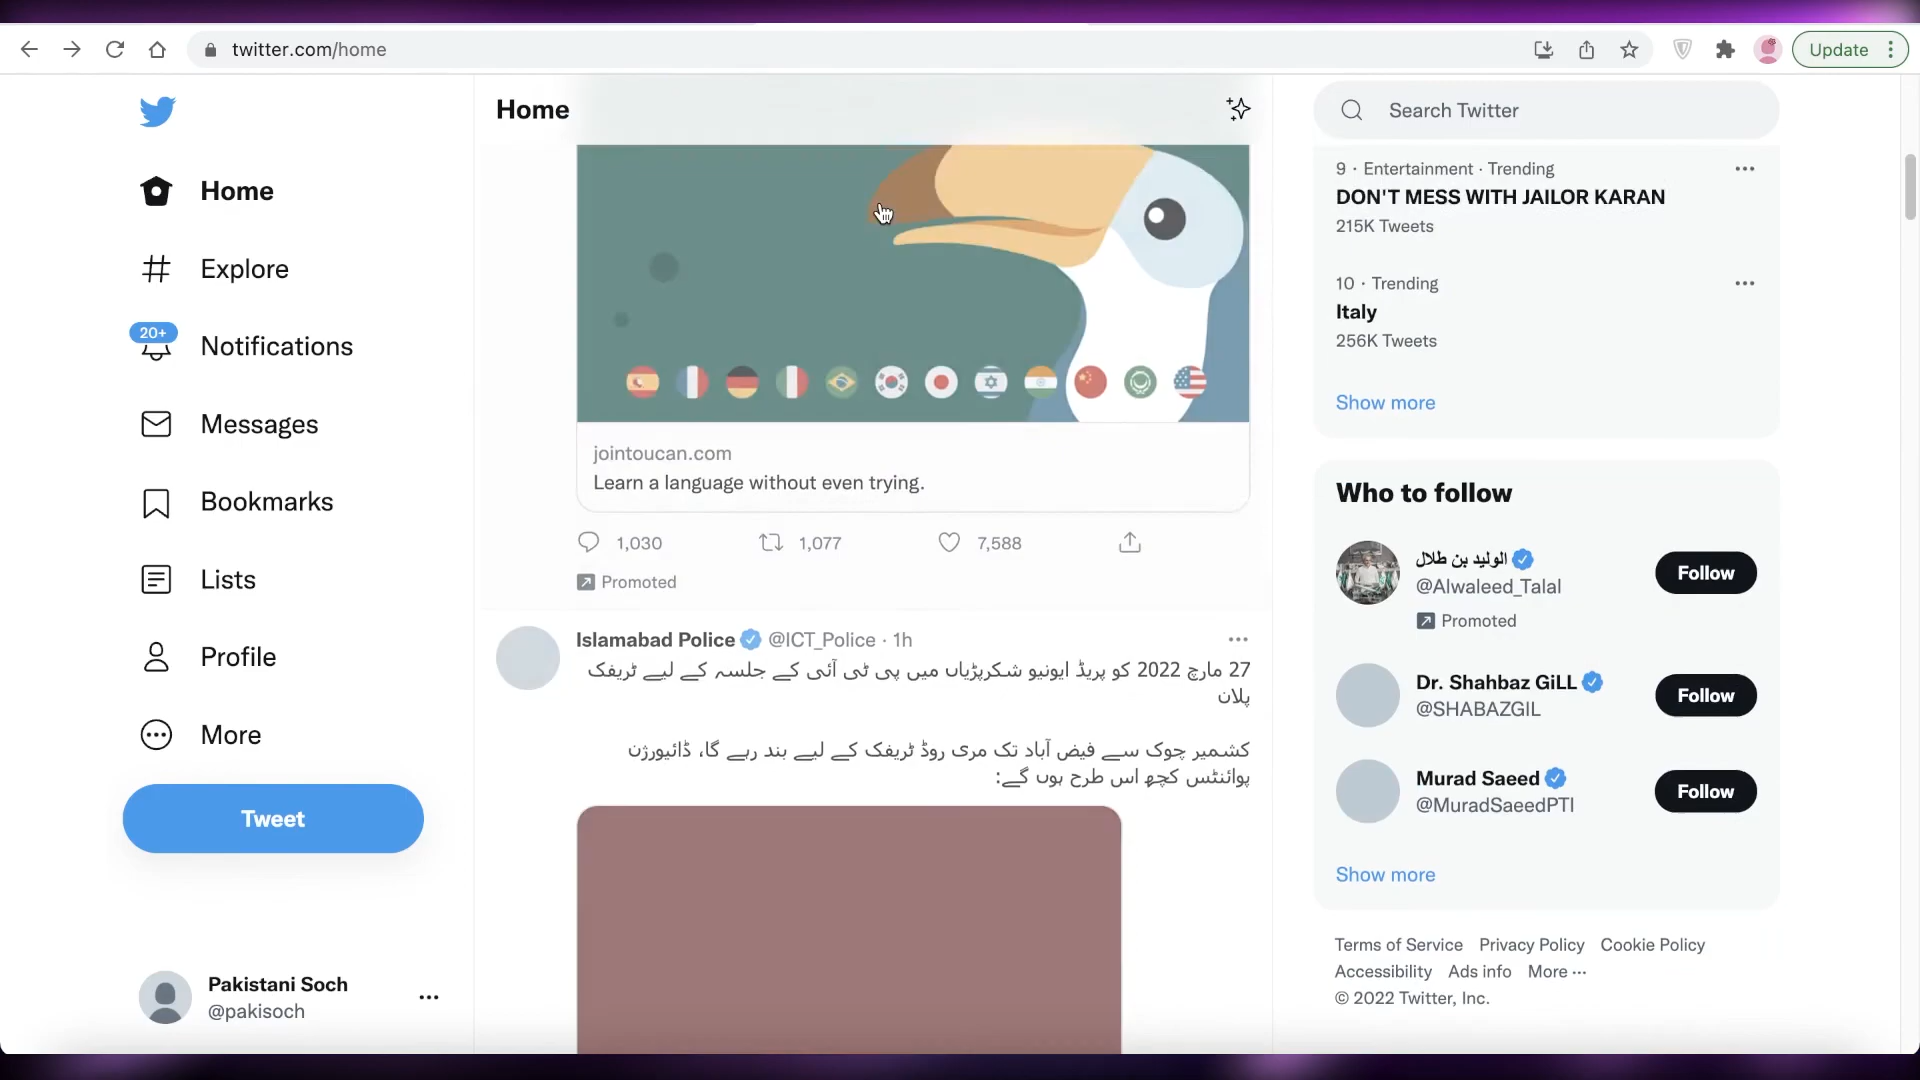 twitter.com/home
Update
Home
Explore
20+
Notifications
Messages
Bookmarks
Lists
Profile
More
Tweet
Pakistani Soch
@pakisoch
Home
jointoucan.com
Learn a language without even trying.
1,030
1,077
7,588
Promoted
Islamabad Police @ICT_Police · 1h
27 مارچ 2022 کو پریڈ ایونیو شکرپڑیاں میں پی ٹی آئی کے جلسہ کے لیے ٹریفک
پلان
کشمیر چوک سے فیض آباد تک مری روڈ ٹریفک کے لیے بند رہے گا، ڈائیورژن
پوائنٹس کچھ اس طرح ہوں گے:
Search Twitter
9 · Entertainment · Trending
DON'T MESS WITH JAILOR KARAN
215K Tweets
10 · Trending
Italy
256K Tweets
Show more
Who to follow
الوليد بن طلال
@Alwaleed_Talal
Promoted
Follow
Dr. Shahbaz GiLL
@SHABAZGIL
Follow
Murad Saeed
@MuradSaeedPTI
Follow
Show more
Terms of Service Privacy Policy Cookie Policy
Accessibility Ads info More ···
© 2022 Twitter, Inc.